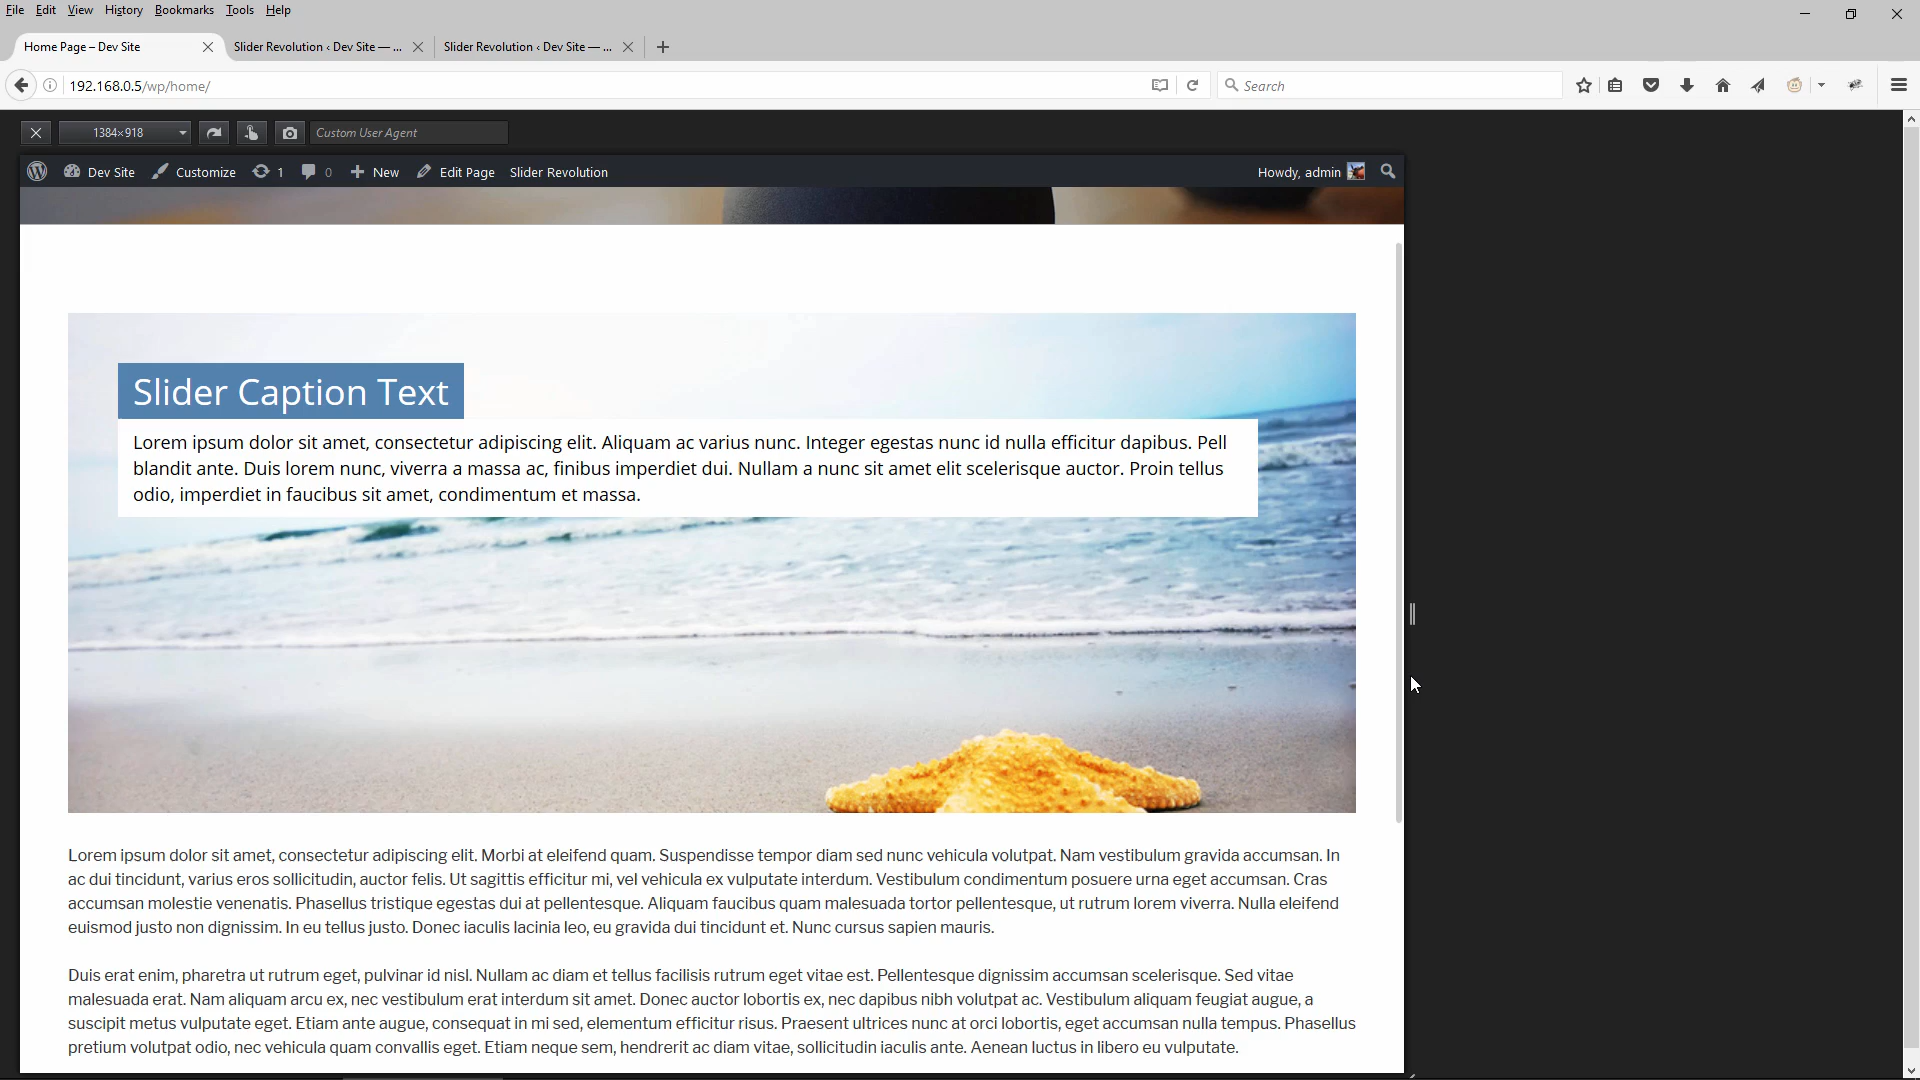 File Edit View History Bookmarks Tools Help
Home Page – Dev Site Slider Revolution ‹ Dev Site — ... Slider Revolution ‹ Dev Site — ...
192.168.0.5/wp/home/ Search
1384×918 Custom User Agent
Dev Site Customize 1 0 New Edit Page Slider Revolution Howdy, admin
Slider Caption Text
Lorem ipsum dolor sit amet, consectetur adipiscing elit. Aliquam ac varius nunc. Integer egestas nunc id nulla efficitur dapibus. Pell
blandit ante. Duis lorem nunc, viverra a massa ac, finibus imperdiet dui. Nullam a nunc sit amet elit scelerisque auctor. Proin tellus
odio, imperdiet in faucibus sit amet, condimentum et massa.
Lorem ipsum dolor sit amet, consectetur adipiscing elit. Morbi at eleifend quam. Suspendisse tempor diam sed nunc vehicula volutpat. Nam vestibulum gravida accumsan. In
ac dui tincidunt, varius eros sollicitudin, auctor felis. Ut sagittis efficitur mi, vel vehicula ex vulputate interdum. Vestibulum condimentum posuere urna eget accumsan. Cras
accumsan molestie venenatis. Phasellus tristique egestas dui at pellentesque. Aliquam faucibus quam malesuada tortor pellentesque, ut rutrum lorem viverra. Nulla eleifend
euismod justo non dignissim. In eu tellus justo. Donec iaculis lacinia leo, eu gravida dui tincidunt et. Nunc cursus sapien mauris.
Duis erat enim, pharetra ut rutrum eget, pulvinar id nisl. Nullam ac diam et tellus facilisis rutrum eget vitae est. Pellentesque dignissim accumsan scelerisque. Sed vitae
malesuada erat. Nam aliquam arcu ex, nec vestibulum erat interdum sit amet. Donec auctor lobortis ex, nec dapibus nibh volutpat ac. Vestibulum aliquam feugiat augue, a
suscipit metus vulputate eget. Etiam ante augue, consequat in mi sed, elementum efficitur risus. Praesent ultrices nunc at orci lobortis, eget accumsan nulla tempus. Phasellus
pretium volutpat odio, nec vehicula quam convallis eget. Etiam neque sem, hendrerit ac diam vitae, sollicitudin iaculis ante. Aenean luctus in libero eu vulputate.